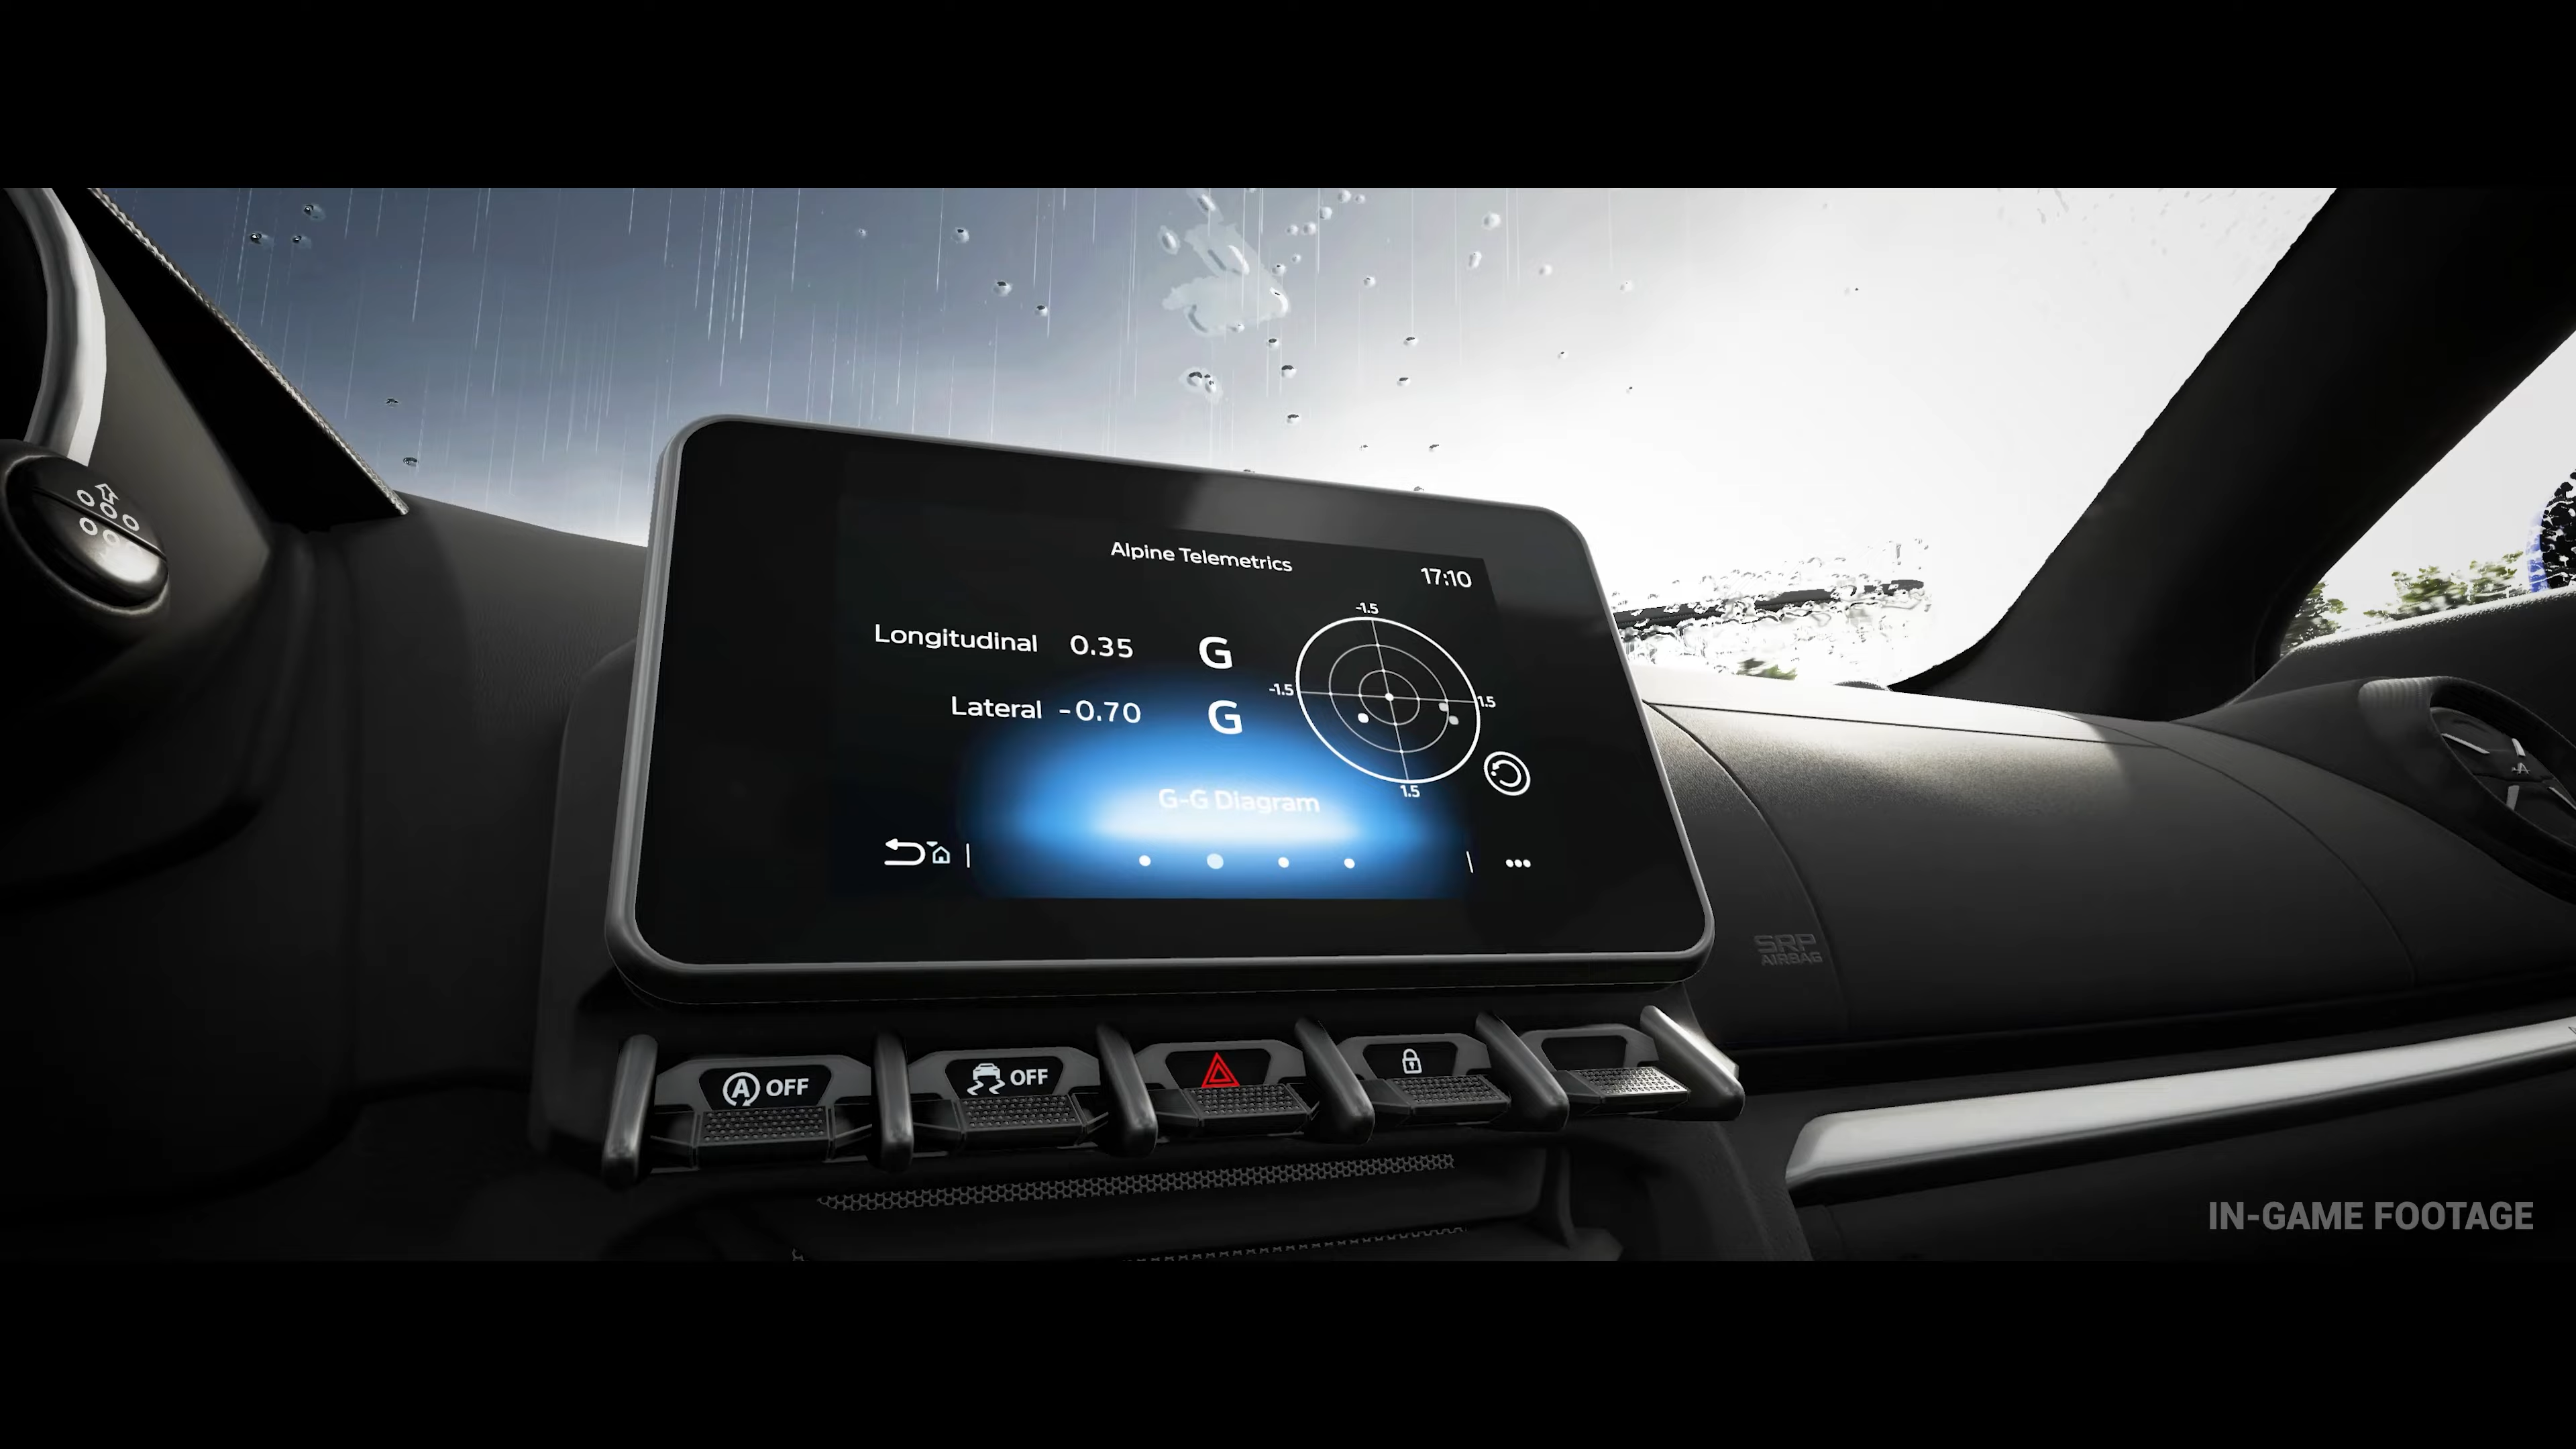 Alpine Telemetrics
17:10
-1.5
Longitudinal 0.35 G
-1.5
1.5
Lateral -0.70 G
1.5
G-G Diagram
SRP
AIRBAG
A OFF
OFF
IN-GAME FOOTAGE